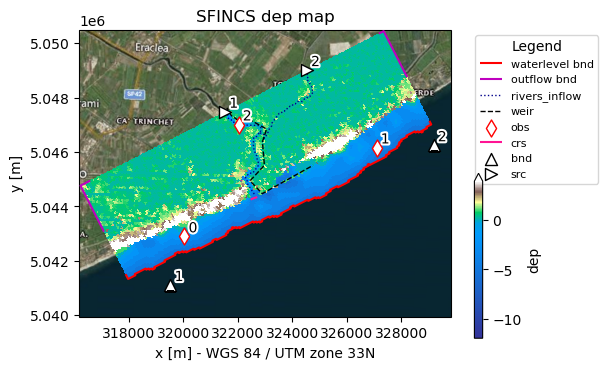 SFINCS dep map
1e6
5.050
5.048
5.046
5.044
5.042
5.040
y [m]
Eraclea
SP42
CA' TRINCHET
2
1
2
1
2
0
1
318000
320000
322000
324000
326000
328000
x [m] - WGS 84 / UTM zone 33N
Legend
waterlevel bnd
outflow bnd
rivers_inflow
weir
obs
crs
bnd
src
0
−5
−10
dep